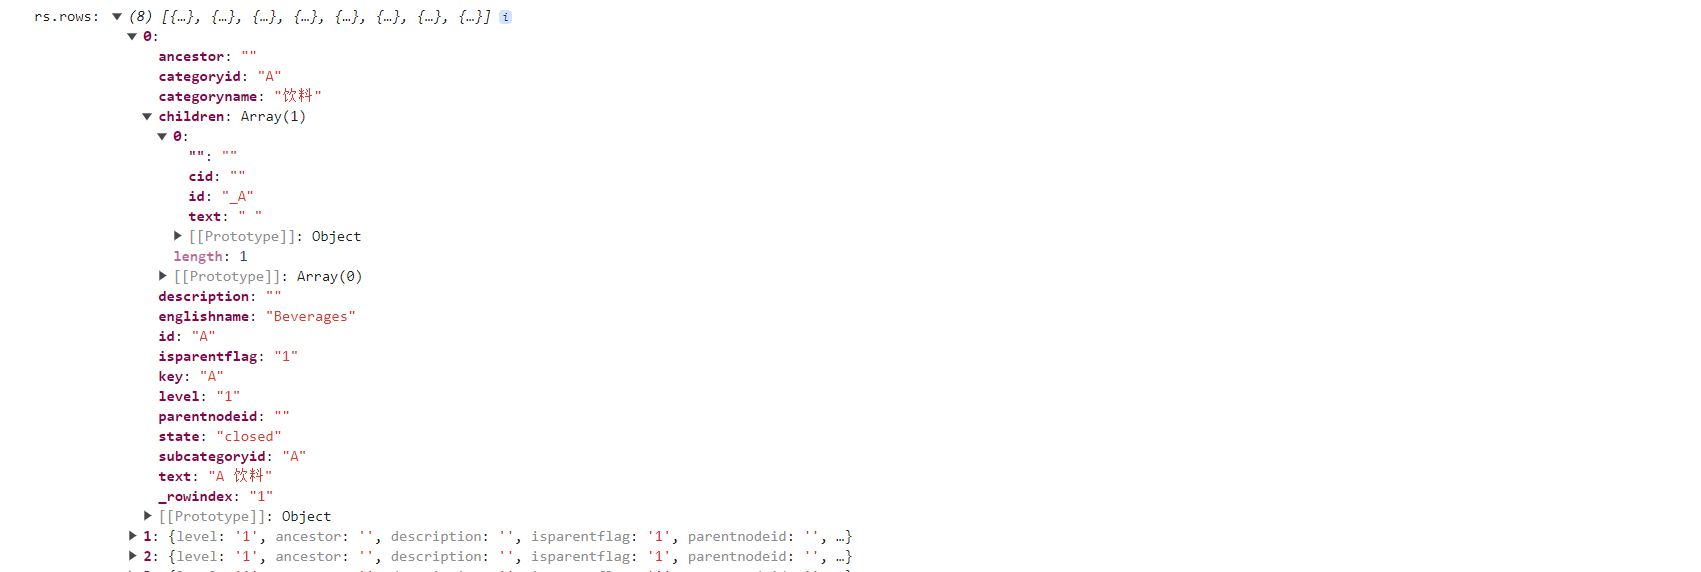 rs.rows: ▼ (8) [{…}, {…}, {…}, {…}, {…}, {…}, {…}, {…}] i
▼ 0:
ancestor: ""
categoryid: "A"
categoryname: "饮料"
▼ children: Array(1)
▼ 0:
"": ""
cid: ""
id: "_A"
text: " "
▶ [[Prototype]]: Object
length: 1
▶ [[Prototype]]: Array(0)
description: ""
englishname: "Beverages"
id: "A"
isparentflag: "1"
key: "A"
level: "1"
parentnodeid: ""
state: "closed"
subcategoryid: "A"
text: "A 饮料"
_rowindex: "1"
▶ [[Prototype]]: Object
▶ 1: {level: '1', ancestor: '', description: '', isparentflag: '1', parentnodeid: '', …}
▶ 2: {level: '1', ancestor: '', description: '', isparentflag: '1', parentnodeid: '', …}